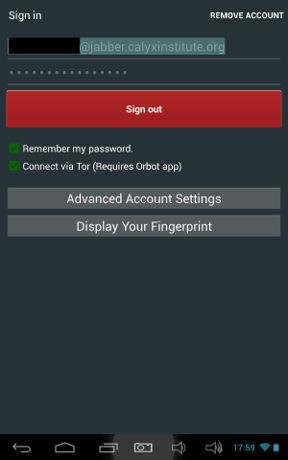 Sign in REMOVE ACCOUNT
@jabber.calyxinstitute.org
Sign out
Remember my password.
Connect via Tor (Requires Orbot app)
Advanced Account Settings
Display Your Fingerprint
17:59